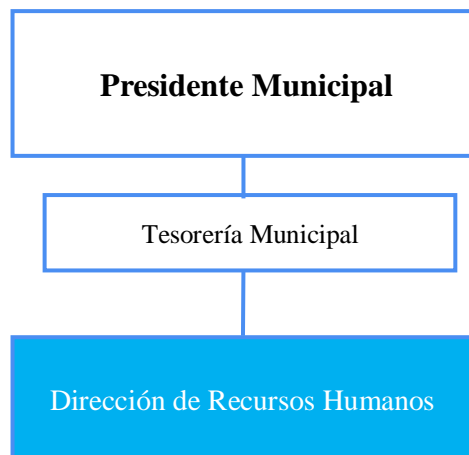 Presidente Municipal
Tesorería Municipal
Dirección de Recursos Humanos